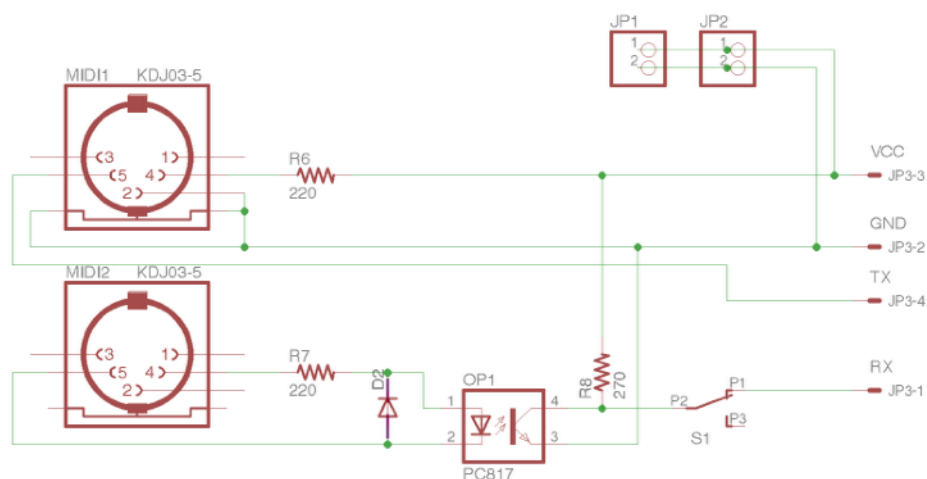 JP1
JP2
1
2
1
2
MIDI1 KDJ03-5
3
1
5
4
2
R6
220
VCC
JP3-3
GND
JP3-2
TX
JP3-4
MIDI2 KDJ03-5
3
1
5
4
2
R7
220
D2
OP1
1
2
4
3
PC817
R8
270
P2
P1
P3
S1
RX
JP3-1